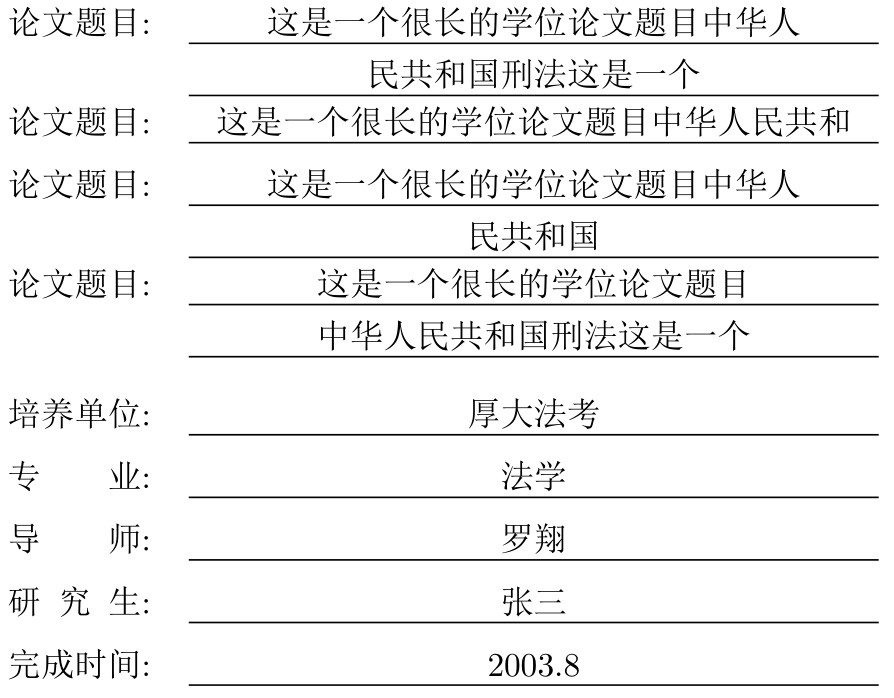 论文题目: 这是一个很长的学位论文题目中华人
民共和国刑法这是一个
论文题目: 这是一个很长的学位论文题目中华人民共和
论文题目: 这是一个很长的学位论文题目中华人
民共和国
论文题目: 这是一个很长的学位论文题目
中华人民共和国刑法这是一个
培养单位: 厚大法考
专 业: 法学
导 师: 罗翔
研 究 生: 张三
完成时间: 2003.8